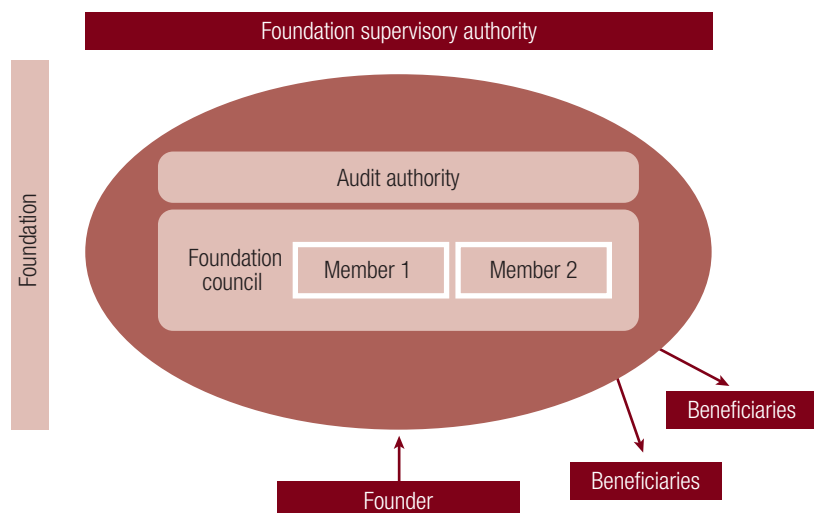 Foundation supervisory authority
Foundation
Audit authority
Foundation
council
Member 1
Member 2
Beneficiaries
Beneficiaries
Founder